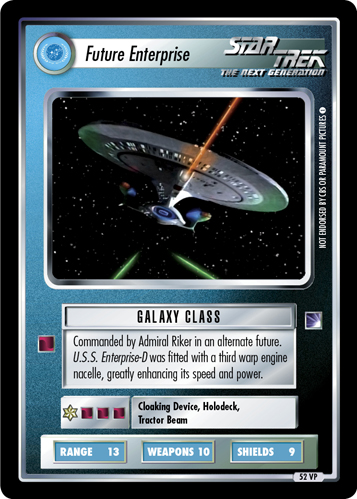 Future Enterprise
STAR TREK
THE NEXT GENERATION
NOT ENDORSED BY CBS OR PARAMOUNT PICTURES
GALAXY CLASS
Commanded by Admiral Riker in an alternate future.
U.S.S. Enterprise-D was fitted with a third warp engine
nacelle, greatly enhancing its speed and power.
Cloaking Device, Holodeck,
Tractor Beam
RANGE 13 WEAPONS 10 SHIELDS 9
52 VP